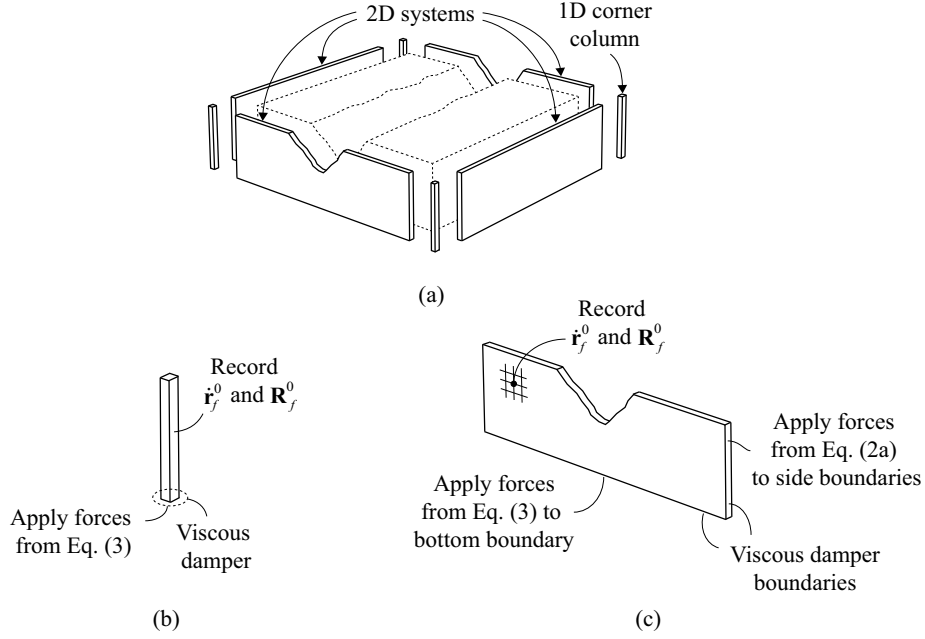 2D systems
1D corner
column
(a)
Record
ṙ_f^0 and R_f^0
Apply forces
from Eq. (3)
Viscous
damper
(b)
Record
ṙ_f^0 and R_f^0
Apply forces
from Eq. (2a)
to side boundaries
Apply forces
from Eq. (3) to
bottom boundary
Viscous damper
boundaries
(c)